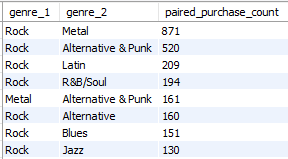 genre_1 genre_2 paired_purchase_count
Rock Metal 871
Rock Alternative & Punk 520
Rock Latin 209
Rock R&B/Soul 194
Metal Alternative & Punk 161
Rock Alternative 160
Rock Blues 151
Rock Jazz 130